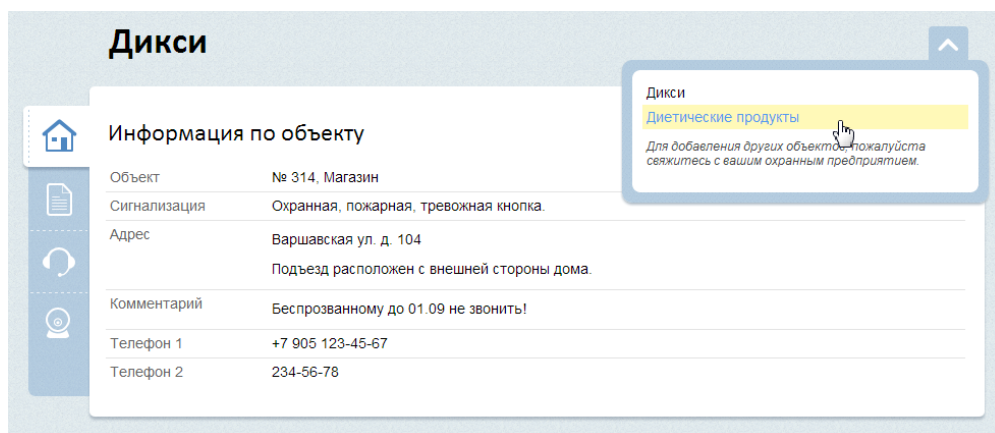 Дикси
Дикси
Диетические продукты
Для добавления других объектов, пожалуйста
свяжитесь с вашим охранным предприятием.
Информация по объекту
Объект № 314, Магазин
Сигнализация Охранная, пожарная, тревожная кнопка.
Адрес Варшавская ул. д. 104
Подъезд расположен с внешней стороны дома.
Комментарий Беспрозванному до 01.09 не звонить!
Телефон 1 +7 905 123-45-67
Телефон 2 234-56-78